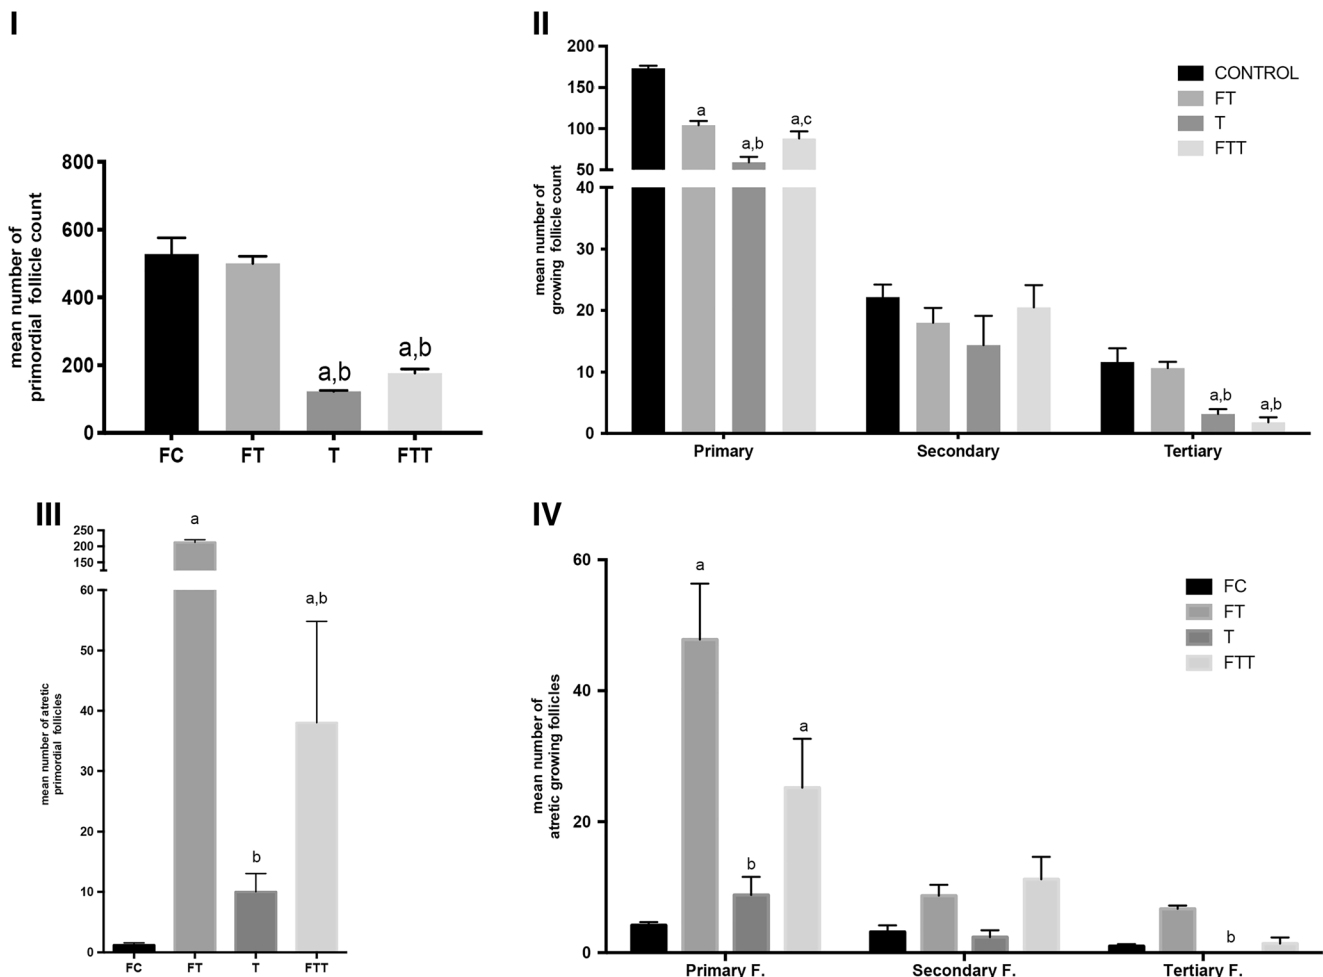 I
mean number of
primordial follicle count
800
600
400
200
0
a,b
a,b
FC FT T FTT
II
mean number of
growing follicle count
200
150
100
50
40
30
20
10
0
a
a,b
a,c
a,b
a,b
Primary Secondary Tertiary
CONTROL
FT
T
FTT
III
mean number of atretic
primordial follicles
250
200
150
60
50
40
30
20
10
0
a
b
a,b
FC FT T FTT
IV
mean number of
atretic growing follicles
60
40
20
0
a
b
a
b
Primary F. Secondary F. Tertiary F.
FC
FT
T
FTT